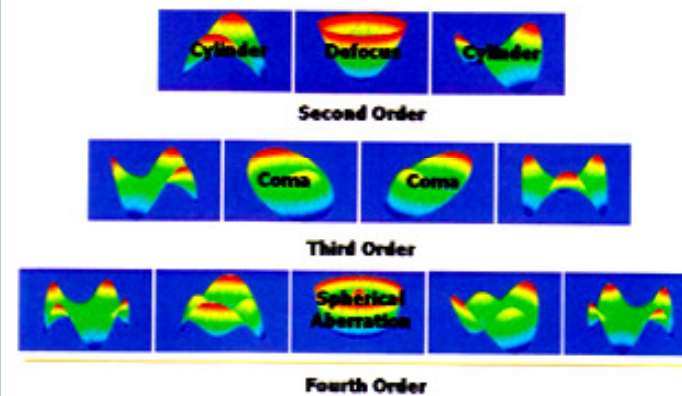 Cylinder Defocus Cylinder
Second Order
Coma Coma
Third Order
Spherical
Aberration
Fourth Order